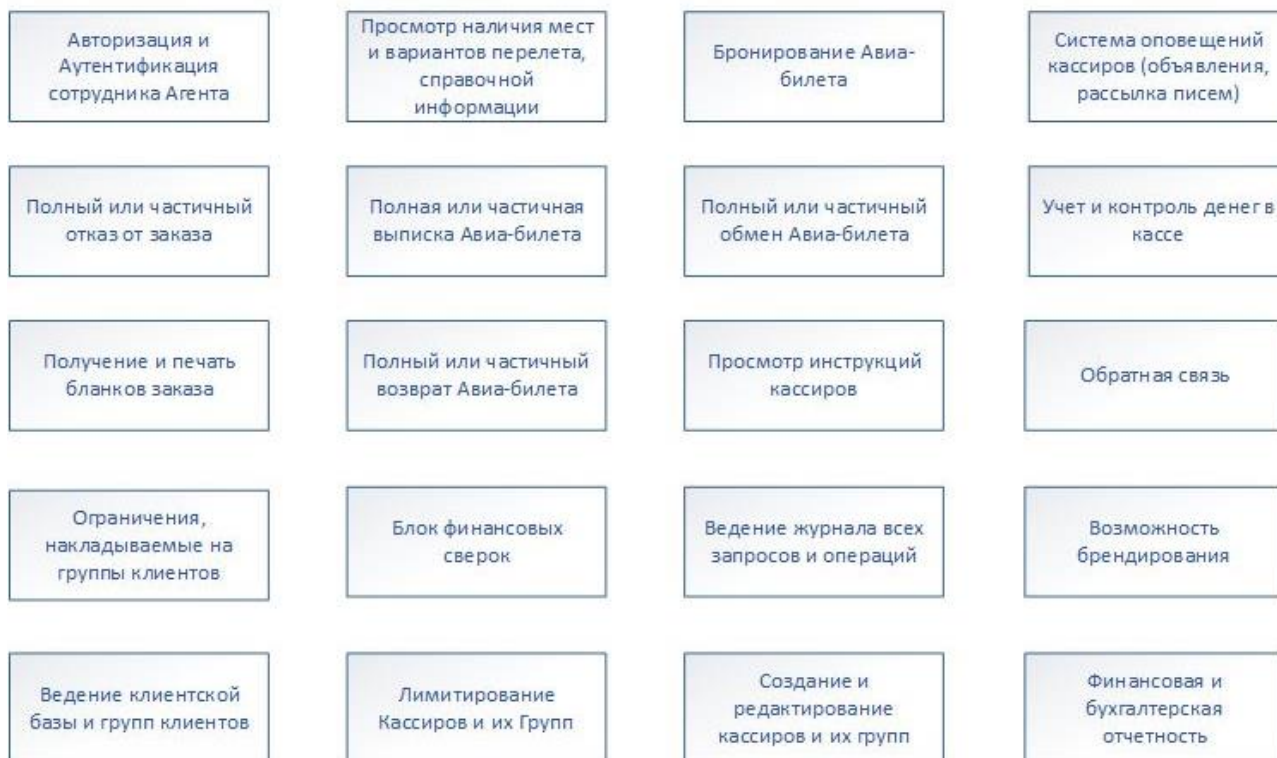 Авторизация и
Аутентификация
сотрудника Агента
Просмотр наличия мест
и вариантов перелета,
справочной
информации
Бронирование Авиа-
билета
Система оповещений
кассиров (объявления,
рассылка писем)
Полный или частичный
отказ от заказа
Полная или частичная
выписка Авиа-билета
Полный или частичный
обмен Авиа-билета
Учет и контроль денег в
кассе
Получение и печать
бланков заказа
Полный или частичный
возврат Авиа-билета
Просмотр инструкций
кассиров
Обратная связь
Ограничения,
накладываемые на
группы клиентов
Блок финансовых
сверок
Ведение журнала всех
запросов и операций
Возможность
брендирования
Ведение клиентской
базы и групп клиентов
Лимитирование
Кассиров и их Групп
Создание и
редактирование
кассиров и их групп
Финансовая и
бухгалтерская
отчетность